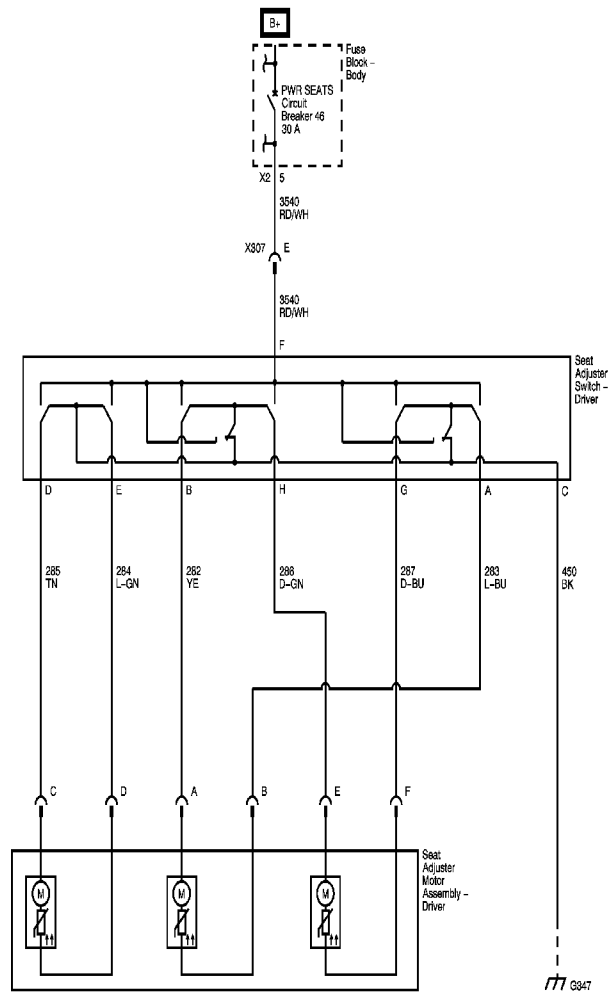 B+
Fuse
Block –
Body
PWR SEATS
Circuit
Breaker 46
30 A
X2 5
3540
RD/WH
X307 E
3540
RD/WH
F
Seat
Adjuster
Switch –
Driver
D E B H G A C
285
TN
284
L–GN
282
YE
286
D–GN
287
D–BU
283
L–BU
450
BK
C D A B E F
Seat
Adjuster
Motor
Assembly –
Driver
M M M
G347